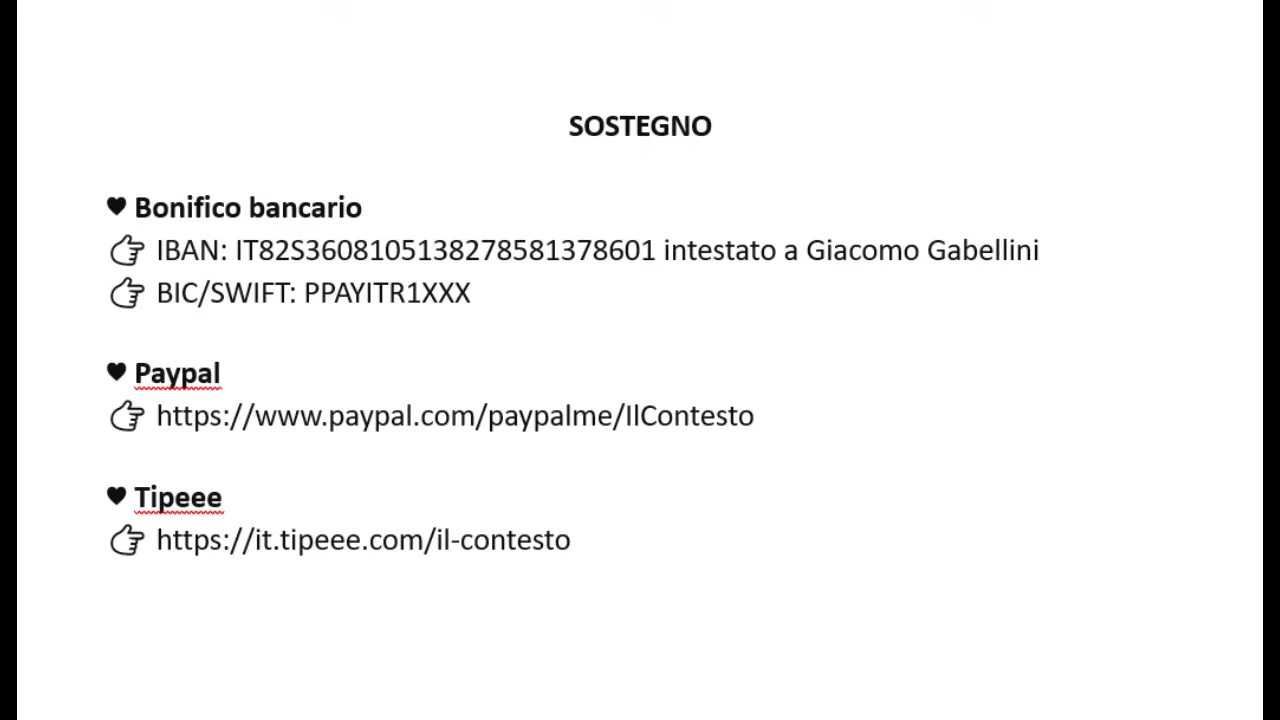 SOSTEGNO
♥ Bonifico bancario
👉 IBAN: IT82S3608105138278581378601 intestato a Giacomo Gabellini
👉 BIC/SWIFT: PPAYITR1XXX
♥ Paypal
👉 https://www.paypal.com/paypalme/IlContesto
♥ Tipeee
👉 https://it.tipeee.com/il-contesto